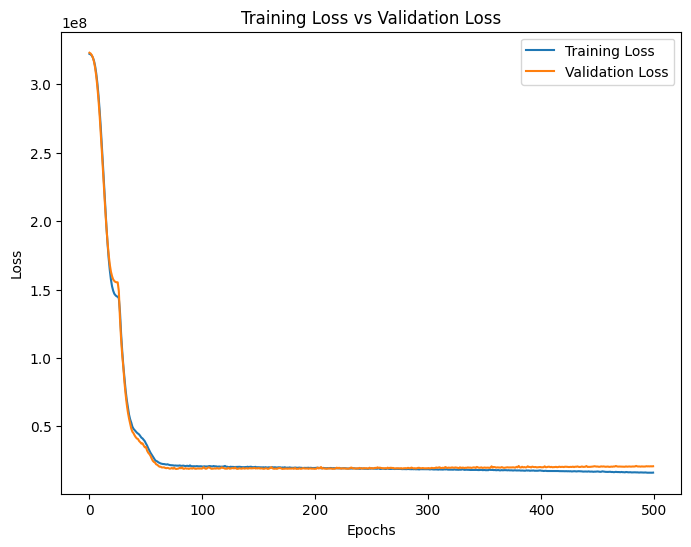 Training Loss vs Validation Loss
1e8
Training Loss
Validation Loss
3.0
2.5
2.0
1.5
1.0
0.5
Loss
0 100 200 300 400 500
Epochs